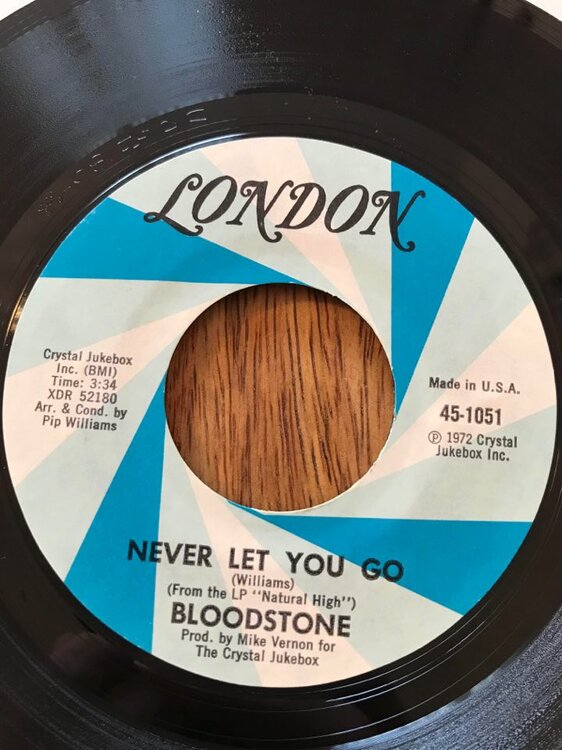 LONDON
Crystal Jukebox
Inc. (BMI)
Time: 3:34
XDR 52180
Arr. & Cond. by
Pip Williams
Made in U.S.A.
45-1051
℗ 1972 Crystal
Jukebox Inc.
NEVER LET YOU GO
(Williams)
(From the LP "Natural High")
BLOODSTONE
Prod. by Mike Vernon for
The Crystal Jukebox